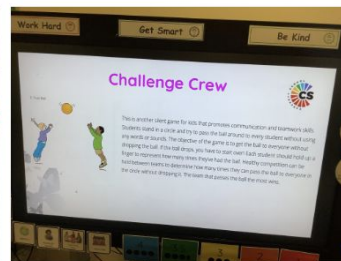 Work Hard
Get Smart
Be Kind
Challenge Crew
CS
This is another silent game for kids that promotes communication and teamwork skills.
Students stand in a circle and try to pass the ball around to every student without using
any words or sounds. The objective of the game is to get the ball to everyone without
dropping the ball. If the ball drops, you have to start over! Each student should hold up a
finger to represent how many times they've had the ball. Healthy competition can be
held between teams to determine how many times they can pass the ball to everyone in
the circle without dropping it. The team that passes the ball the most wins.